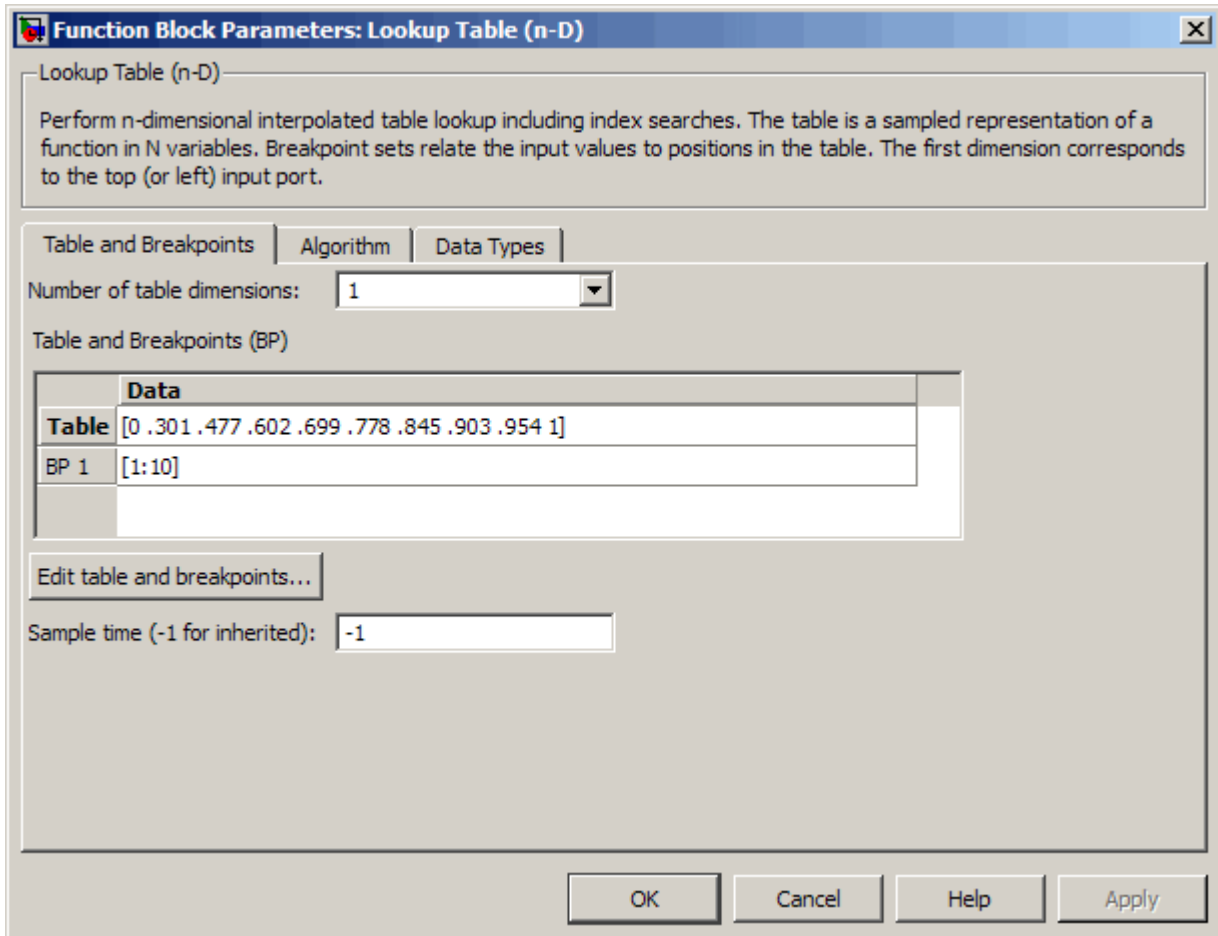 Function Block Parameters: Lookup Table (n-D)
Lookup Table (n-D)
Perform n-dimensional interpolated table lookup including index searches. The table is a sampled representation of a
function in N variables. Breakpoint sets relate the input values to positions in the table. The first dimension corresponds
to the top (or left) input port.
Table and Breakpoints Algorithm Data Types
Number of table dimensions: 1
Table and Breakpoints (BP)
Data
Table [0 .301 .477 .602 .699 .778 .845 .903 .954 1]
BP 1 [1:10]
Edit table and breakpoints...
Sample time (-1 for inherited): -1
OK Cancel Help Apply